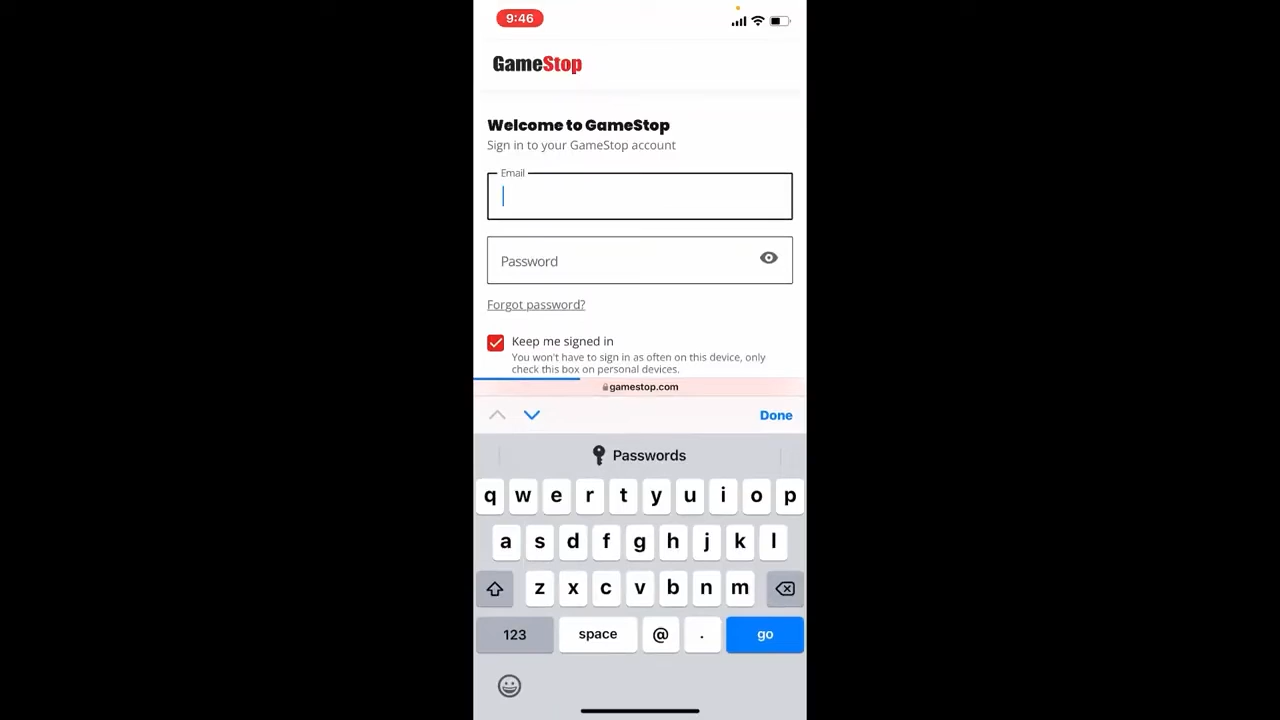 9:46
GameStop
Welcome to GameStop
Sign in to your GameStop account
Email
Password
Forgot password?
Keep me signed in
You won't have to sign in as often on this device, only
check this box on personal devices.
gamestop.com
Done
Passwords
q w e r t y u i o p
a s d f g h j k l
z x c v b n m
123 space @ . go